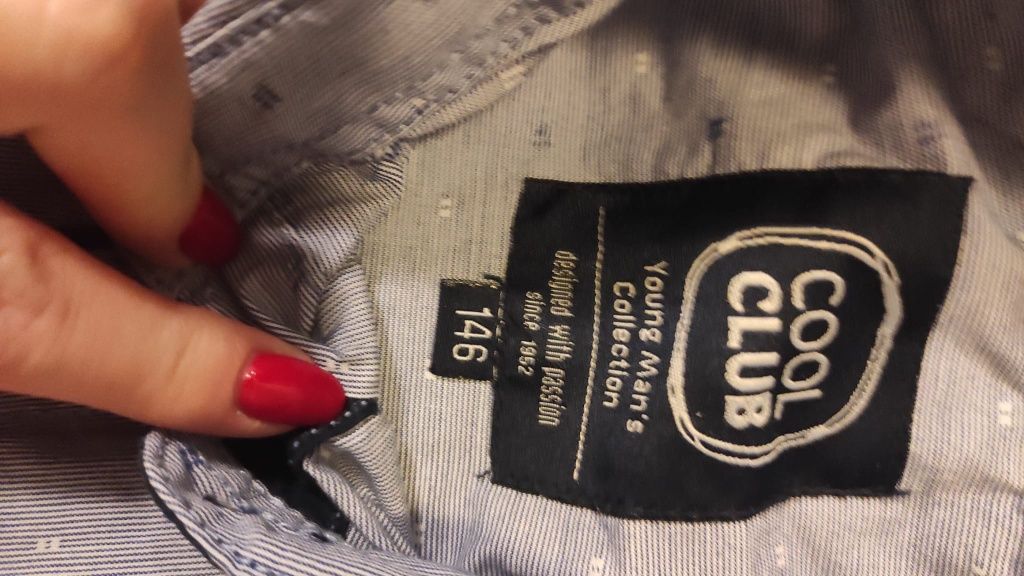 COOL
CLUB
Young Man's
Collection
designed with passion
since 1952
146